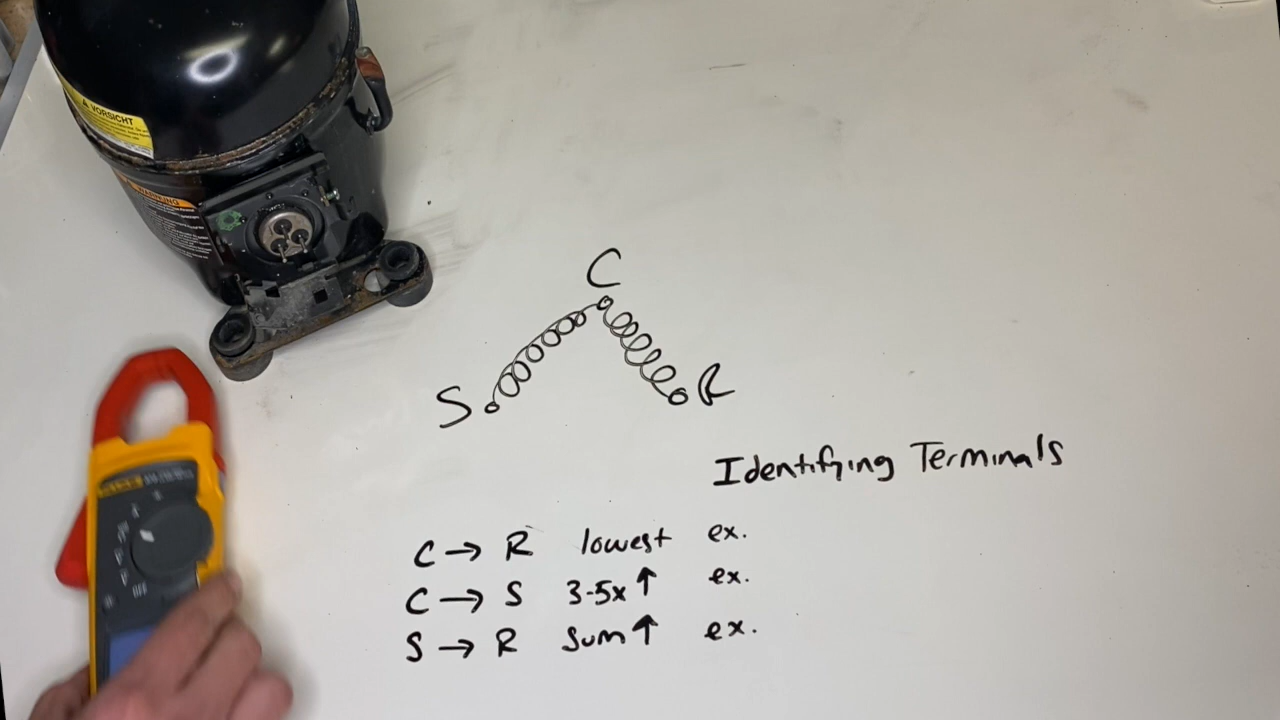 VORSICHT
WARNING
C
S R
Identifying Terminals
C → R lowest ex.
C → S 3-5x ↑ ex.
S → R Sum ↑ ex.